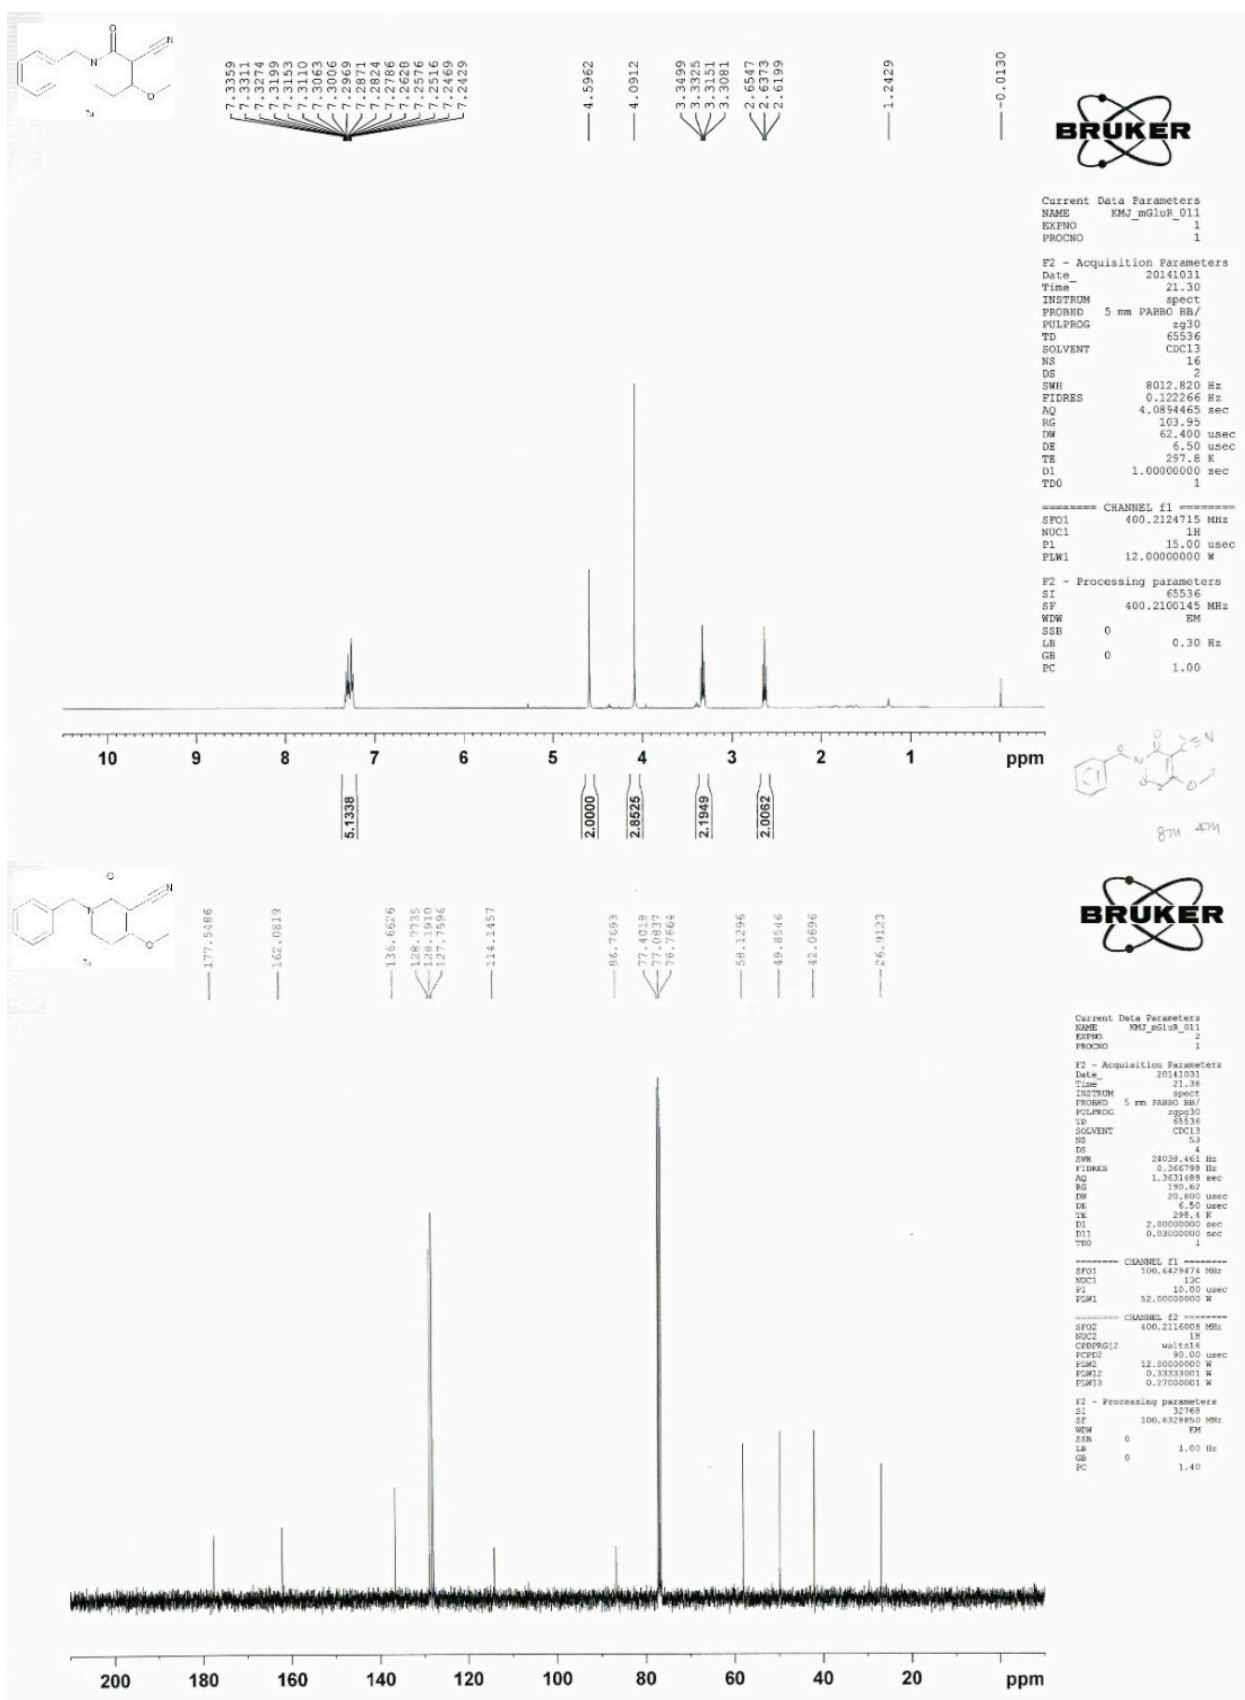 O
N
N
O
7a
7.3359
7.3311
7.3274
7.3199
7.3153
7.3110
7.3063
7.3006
7.2969
7.2871
7.2824
7.2786
7.2628
7.2576
7.2516
7.2469
7.2429
4.5962
4.0912
3.3499
3.3325
3.3151
3.3081
2.6547
2.6373
2.6199
1.2429
-0.0130
BRUKER
Current Data Parameters
NAME KMJ_mGluR_011
EXPNO 1
PROCNO 1
F2 - Acquisition Parameters
Date_ 20141031
Time 21.30
INSTRUM spect
PROBHD 5 mm PABBO BB/
PULPROG zg30
TD 65536
SOLVENT CDCl3
NS 16
DS 2
SWH 8012.820 Hz
FIDRES 0.122266 Hz
AQ 4.0894465 sec
RG 103.95
DW 62.400 usec
DE 6.50 usec
TE 297.8 K
D1 1.00000000 sec
TD0 1
======== CHANNEL f1 ========
SFO1 400.2124715 MHz
NUC1 1H
P1 15.00 usec
PLW1 12.00000000 W
F2 - Processing parameters
SI 65536
SF 400.2100145 MHz
WDW EM
SSB 0
LB 0.30 Hz
GB 0
PC 1.00
10 9 8 7 6 5 4 3 2 1 ppm
5.1338
2.0000
2.8525
2.1949
2.0062
O
N
N
O
O
N
N
O
7a
177.5486
162.0819
136.6626
128.7735
128.1910
127.7596
114.1457
86.7693
77.4018
77.0837
76.7664
58.1296
49.8546
42.0696
26.9123
BRUKER
Current Data Parameters
NAME KMJ_mGluR_011
EXPNO 2
PROCNO 1
F2 - Acquisition Parameters
Date_ 20141031
Time 21.36
INSTRUM spect
PROBHD 5 mm PABBO BB/
PULPROG zgpg30
TD 65536
SOLVENT CDCl3
NS 53
DS 4
SWH 24038.461 Hz
FIDRES 0.366798 Hz
AQ 1.3631489 sec
RG 190.62
DW 20.800 usec
DE 6.50 usec
TE 298.4 K
D1 2.00000000 sec
D11 0.03000000 sec
TD0 1
======== CHANNEL f1 ========
SFO1 100.6429474 MHz
NUC1 13C
P1 10.00 usec
PLW1 52.00000000 W
======== CHANNEL f2 ========
SFO2 400.2116008 MHz
NUC2 1H
CPDPRG[2 waltz16
PCPD2 90.00 usec
PLW2 12.00000000 W
PLW12 0.33333001 W
PLW13 0.27000001 W
F2 - Processing parameters
SI 32768
SF 100.6328850 MHz
WDW EM
SSB 0
LB 1.00 Hz
GB 0
PC 1.40
200 180 160 140 120 100 80 60 40 20 ppm